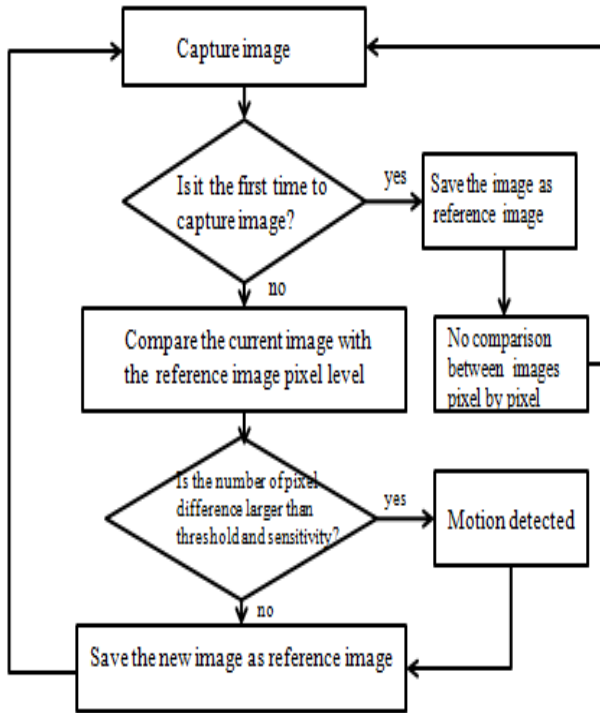 Capture image
Is it the first time to
capture image?
yes
Save the image as
reference image
no
Compare the current image with
the reference image pixel level
No comparison
between images
pixel by pixel
Is the number of pixel
difference larger than
threshold and sensitivity?
yes
Motion detected
no
Save the new image as reference image